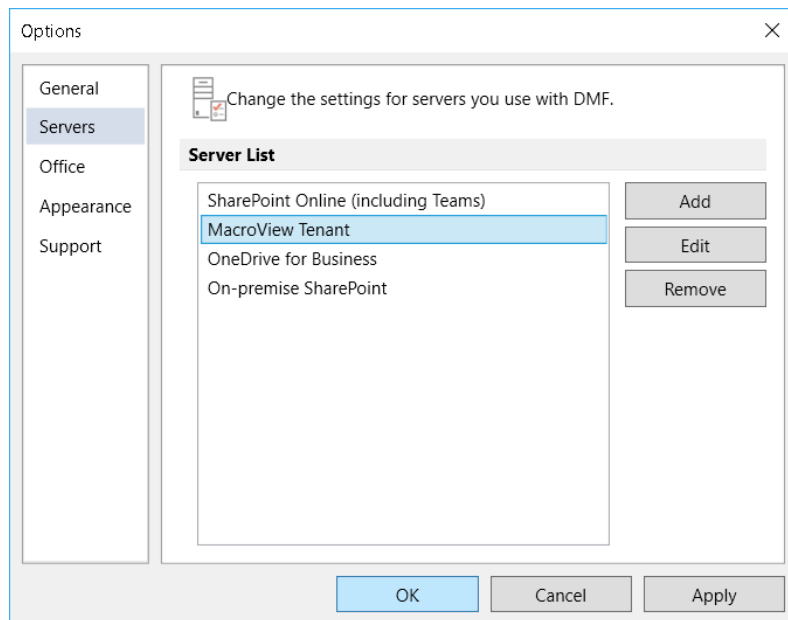 Options
General
Servers
Office
Appearance
Support
Change the settings for servers you use with DMF.
Server List
SharePoint Online (including Teams)
MacroView Tenant
OneDrive for Business
On-premise SharePoint
Add
Edit
Remove
OK
Cancel
Apply